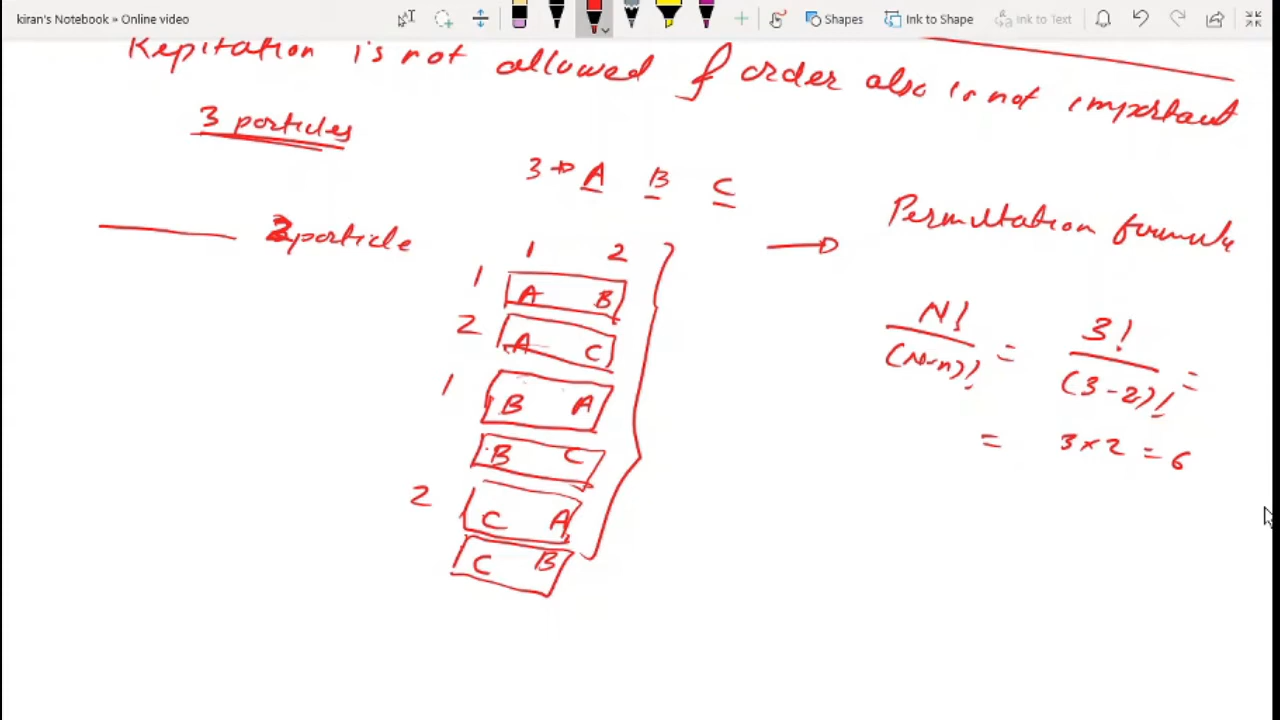 kiran's Notebook » Online video
Shapes
Ink to Shape
Ink to Text
Repitation is not allowed & order also is not important
3 particles
3 → A B C
2 particle
1 2
1 A B
2 A C
1 B A
B C
2 C A
C B
→ Permutation formula
N! / (N-n)! = 3! / (3-2)! =
= 3 × 2 = 6